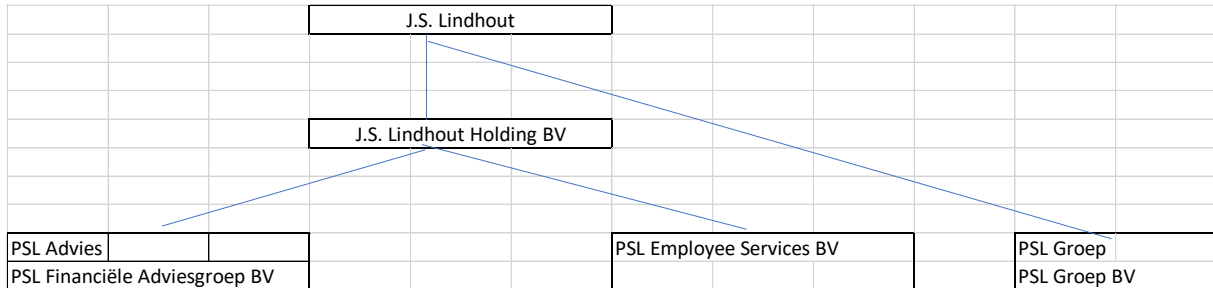 J.S. Lindhout
J.S. Lindhout Holding BV
PSL Advies
PSL Employee Services BV
PSL Groep
PSL Financiële Adviesgroep BV
PSL Groep BV